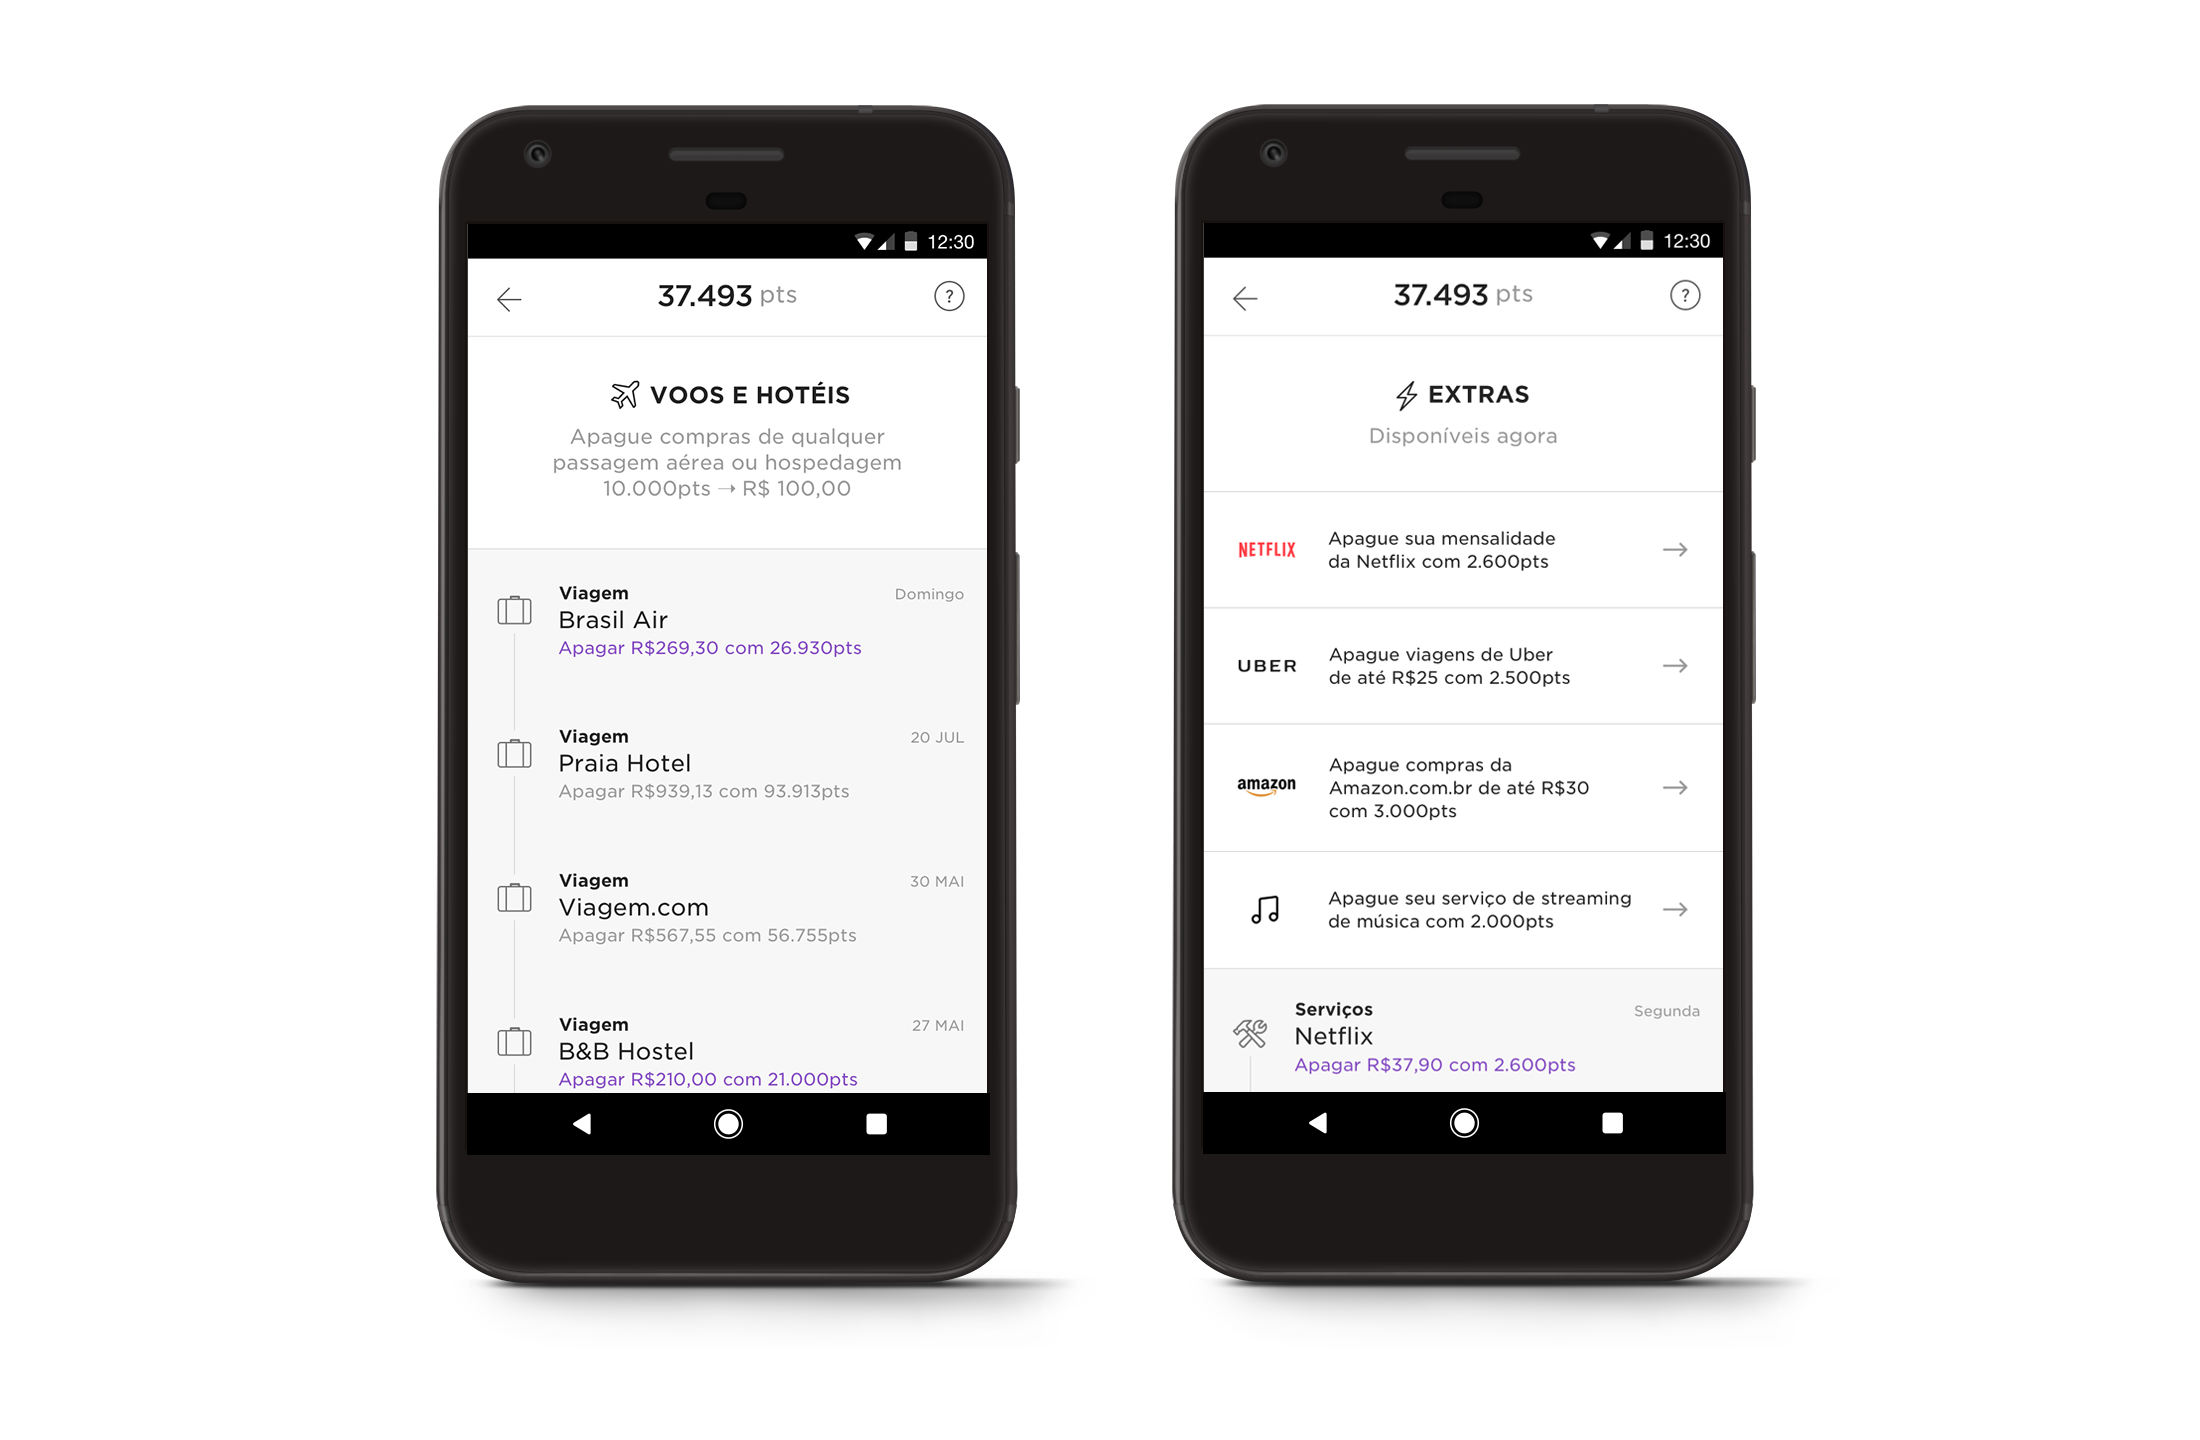 12:30
37.493 pts
?
VOOS E HOTÉIS
Apague compras de qualquer
passagem aérea ou hospedagem
10.000pts → R$ 100,00
Viagem
Domingo
Brasil Air
Apagar R$269,30 com 26.930pts
Viagem
20 JUL
Praia Hotel
Apagar R$939,13 com 93.913pts
Viagem
30 MAI
Viagem.com
Apagar R$567,55 com 56.755pts
Viagem
27 MAI
B&B Hostel
Apagar R$210,00 com 21.000pts
12:30
37.493 pts
?
EXTRAS
Disponíveis agora
NETFLIX
Apague sua mensalidade
da Netflix com 2.600pts
UBER
Apague viagens de Uber
de até R$25 com 2.500pts
amazon
Apague compras da
Amazon.com.br de até R$30
com 3.000pts
Apague seu serviço de streaming
de música com 2.000pts
Serviços
Segunda
Netflix
Apagar R$37,90 com 2.600pts